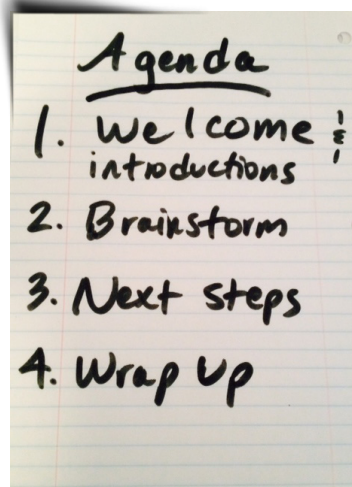 Agenda
1. Welcome &
introductions
2. Brainstorm
3. Next steps
4. Wrap Up